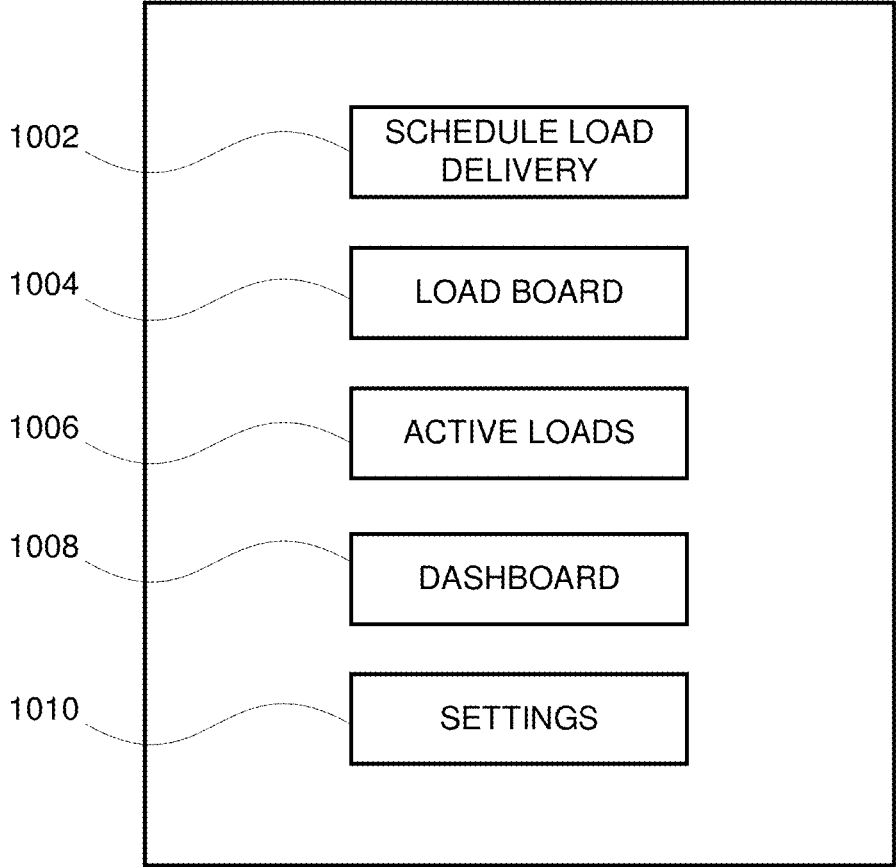 1002
SCHEDULE LOAD
DELIVERY
1004
LOAD BOARD
1006
ACTIVE LOADS
1008
DASHBOARD
1010
SETTINGS